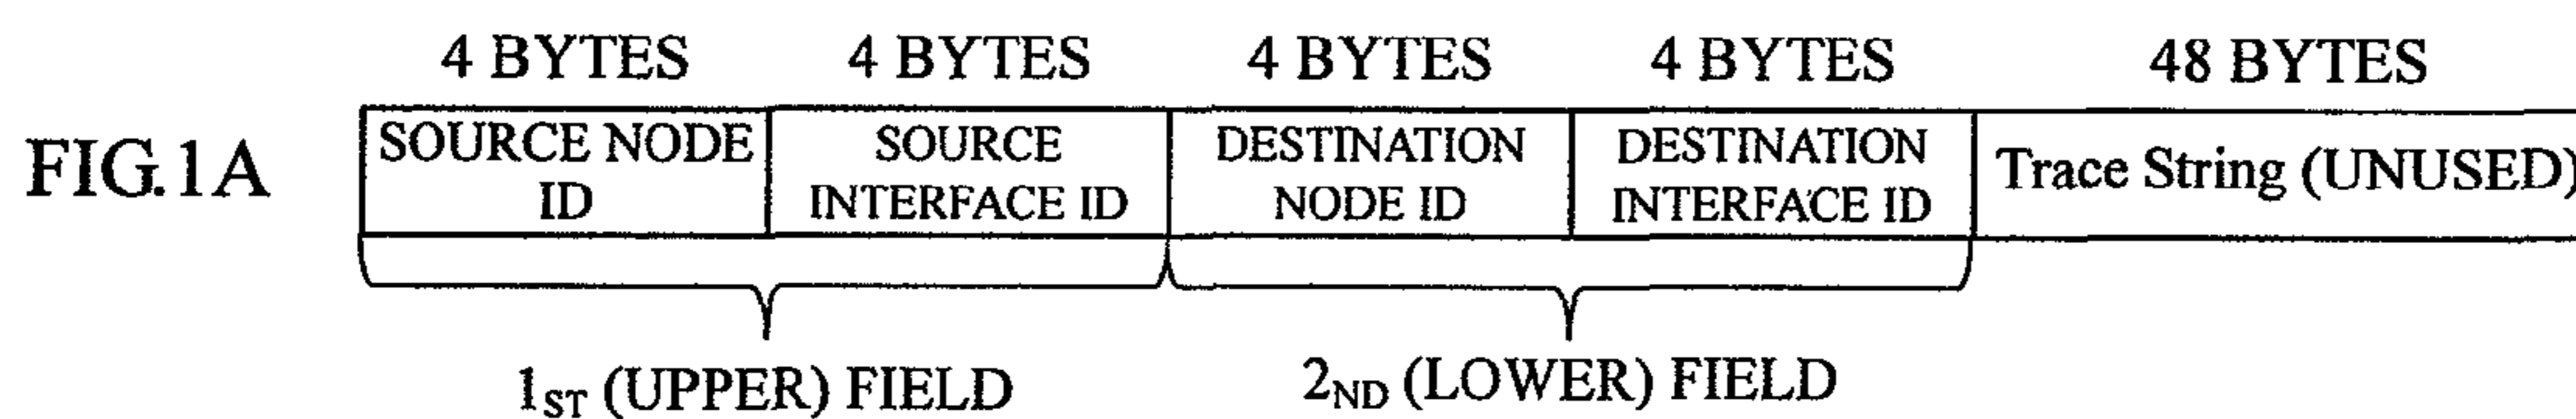 4 BYTES 4 BYTES 4 BYTES 4 BYTES 48 BYTES
FIG.1A
SOURCE NODE
ID
SOURCE
INTERFACE ID
DESTINATION
NODE ID
DESTINATION
INTERFACE ID
Trace String (UNUSED)
1ST (UPPER) FIELD
2ND (LOWER) FIELD